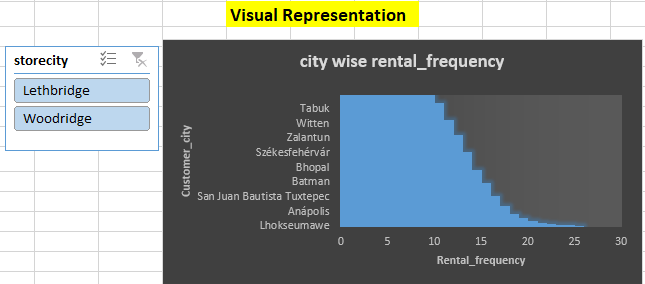 Visual Representation
storecity
Lethbridge
Woodridge
city wise rental_frequency
Customer_city
Tabuk
Witten
Zalantun
Székesfehérvár
Bhopal
Batman
San Juan Bautista Tuxtepec
Anápolis
Lhokseumawe
0 10 15 20 25 30
Rental_frequency